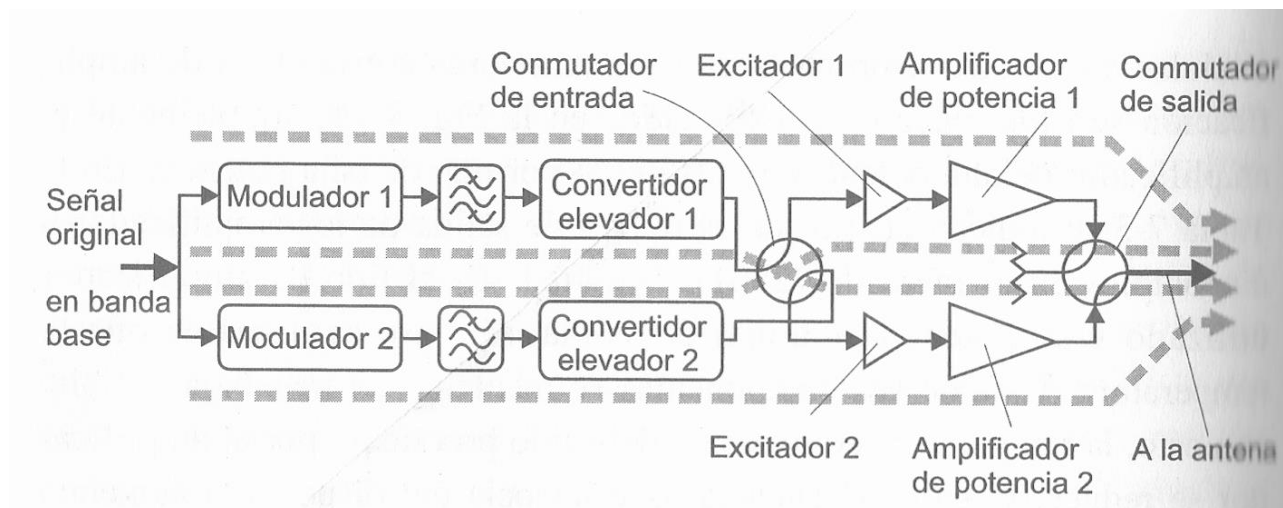 Conmutador
de entrada
Excitador 1
Amplificador
de potencia 1
Conmutador
de salida
Señal
original
en banda
base
Modulador 1
Convertidor
elevador 1
Modulador 2
Convertidor
elevador 2
Excitador 2
Amplificador
de potencia 2
A la antena